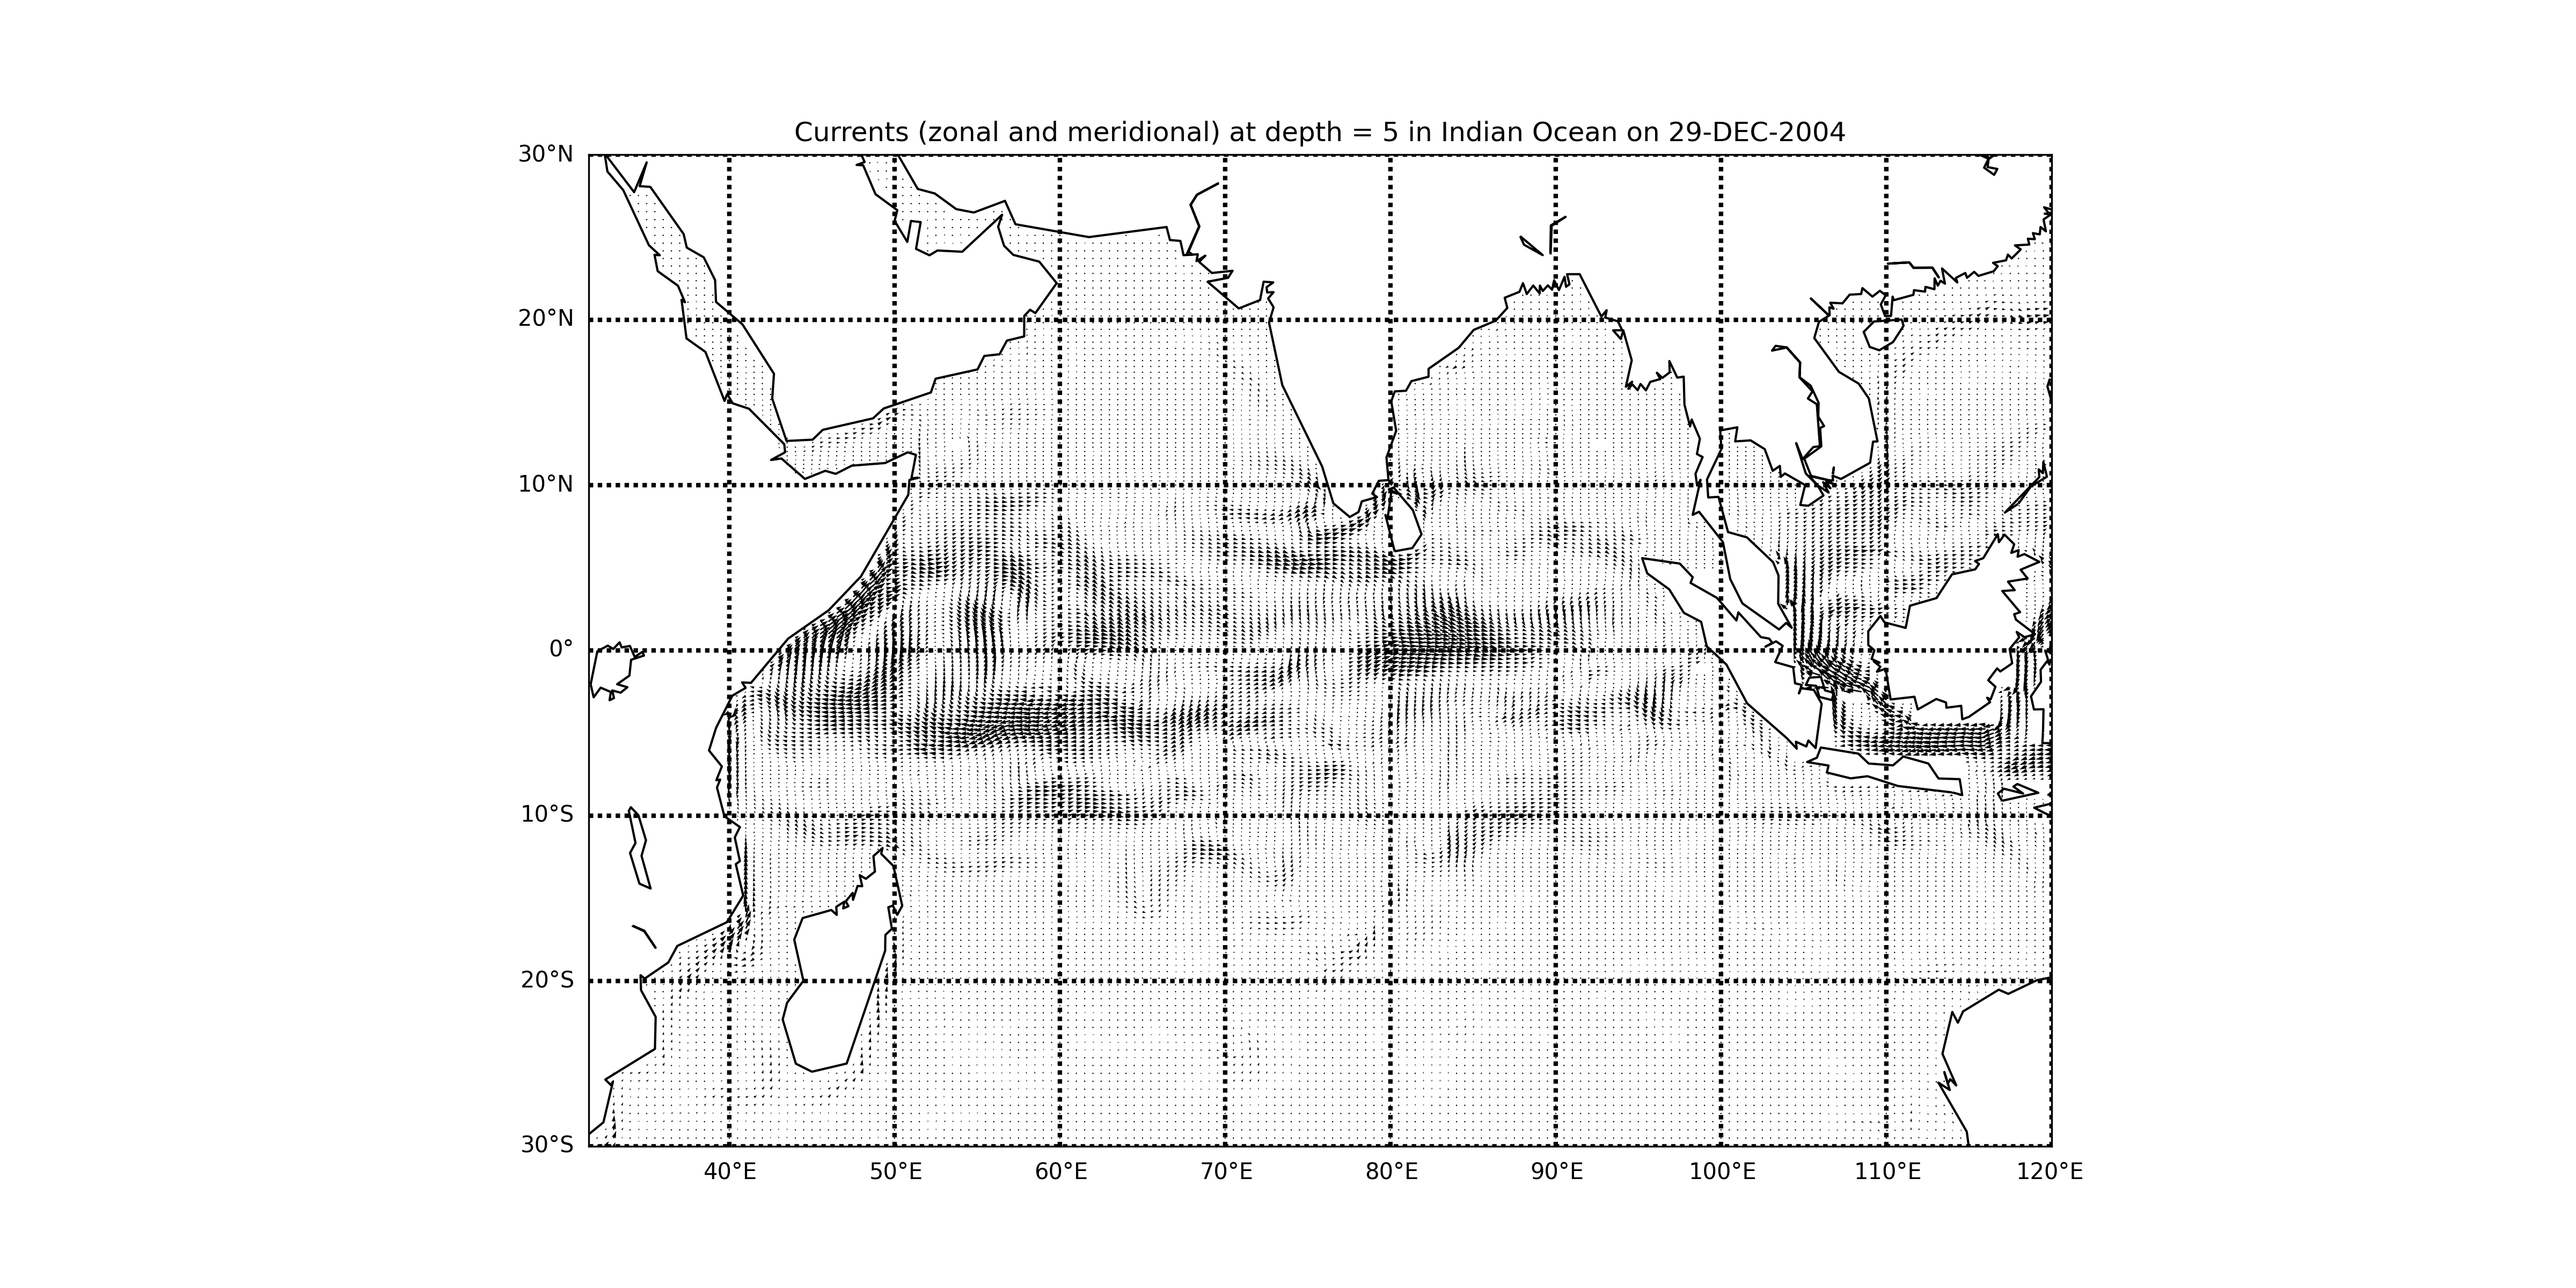 Currents (zonal and meridional) at depth = 5 in Indian Ocean on 29-DEC-2004
30°N
20°N
10°N
0°
10°S
20°S
30°S
40°E 50°E 60°E 70°E 80°E 90°E 100°E 110°E 120°E